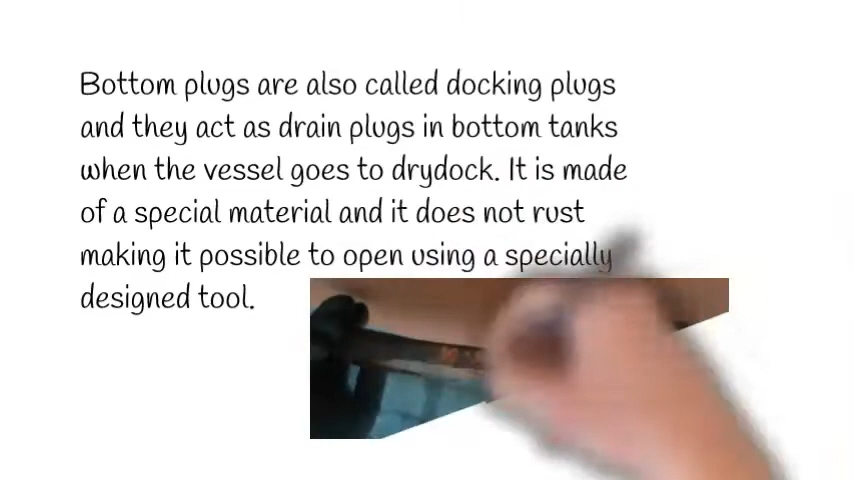 Bottom plugs are also called docking plugs
and they act as drain plugs in bottom tanks
when the vessel goes to drydock. It is made
of a special material and it does not rust
making it possible to open using a specially
designed tool.